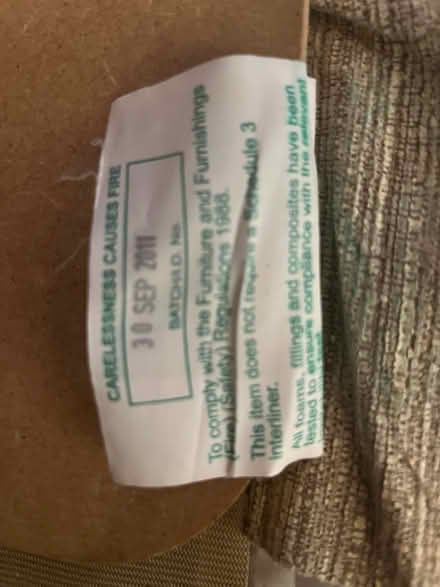 CARELESSNESS CAUSES FIRE
30 SEP 2011
BATCH/I.D. No.
To comply with the Furniture and Furnishings
(Fire) (Safety) Regulations 1988.
This item does not require a Schedule 3
interliner.
All foams, fillings and composites have been
tested to ensure compliance with the relevant